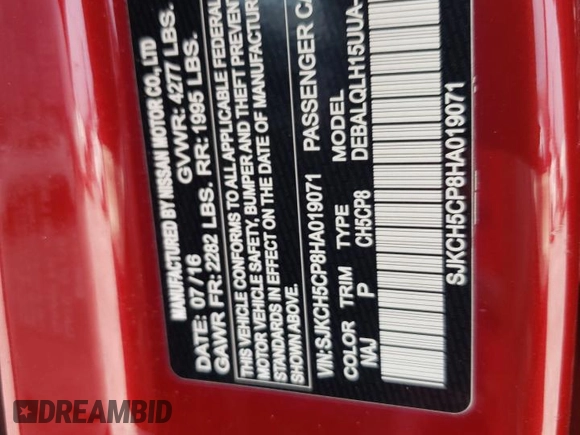 MANUFACTURED BY NISSAN MOTOR CO., LTD
DATE: 07/16 GVWR: 4277 LBS.
GAWR FR: 2282 LBS. RR: 1995 LBS.
THIS VEHICLE CONFORMS TO ALL APPLICABLE FEDERAL
MOTOR VEHICLE SAFETY, BUMPER AND THEFT PREVENT
STANDARDS IN EFFECT ON THE DATE OF MANUFACT
SHOWN ABOVE.
VIN: SJKCH5CP8HA019071 PASSENGER CA
COLOR TRIM TYPE MODEL
NAJ P CH5CP8 DEBALQLH15UUA-
SJKCH5CP8HA019071
DREAMBID